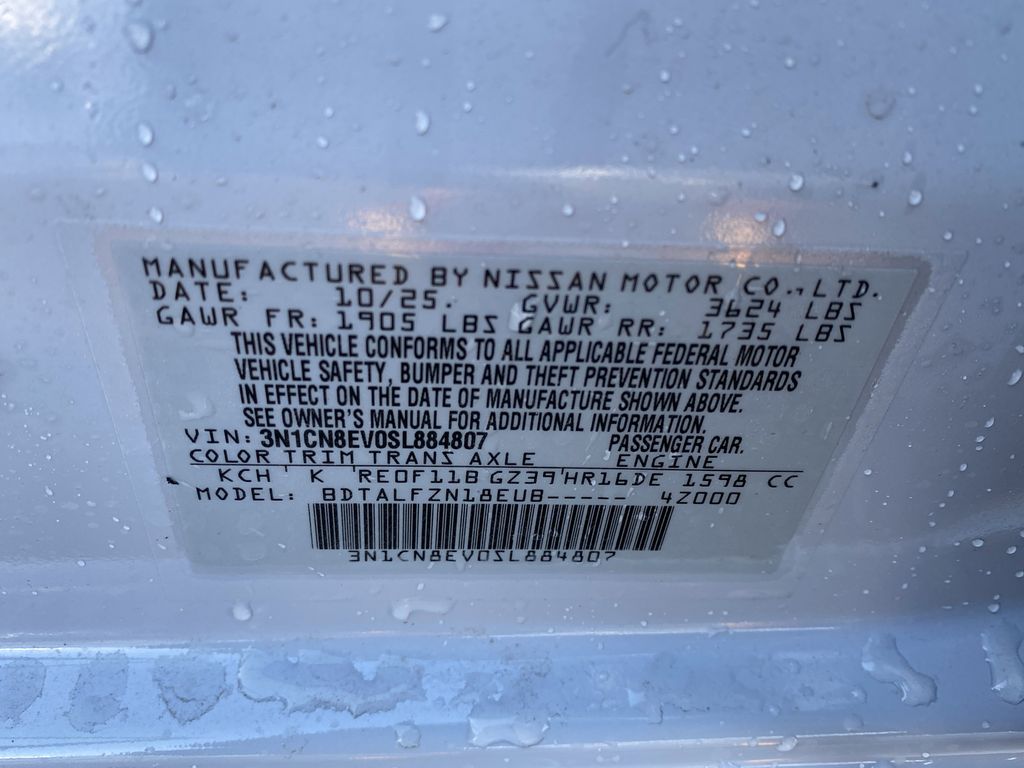 MANUFACTURED BY NISSAN MOTOR CO., LTD.
DATE: 10/25. GVWR: 3624 LBS
GAWR FR: 1905 LBS GAWR RR: 1735 LBS
THIS VEHICLE CONFORMS TO ALL APPLICABLE FEDERAL MOTOR
VEHICLE SAFETY, BUMPER AND THEFT PREVENTION STANDARDS
IN EFFECT ON THE DATE OF MANUFACTURE SHOWN ABOVE.
SEE OWNER'S MANUAL FOR ADDITIONAL INFORMATION.
VIN: 3N1CN8EV0SL884807 PASSENGER CAR.
COLOR TRIM TRANS AXLE ENGINE
KCH ' K ' RE0F11B GZ39'HR16DE 1598 CC
MODEL: BDTALFZN18EUB----- 4Z000
3N1CN8EV0SL884807